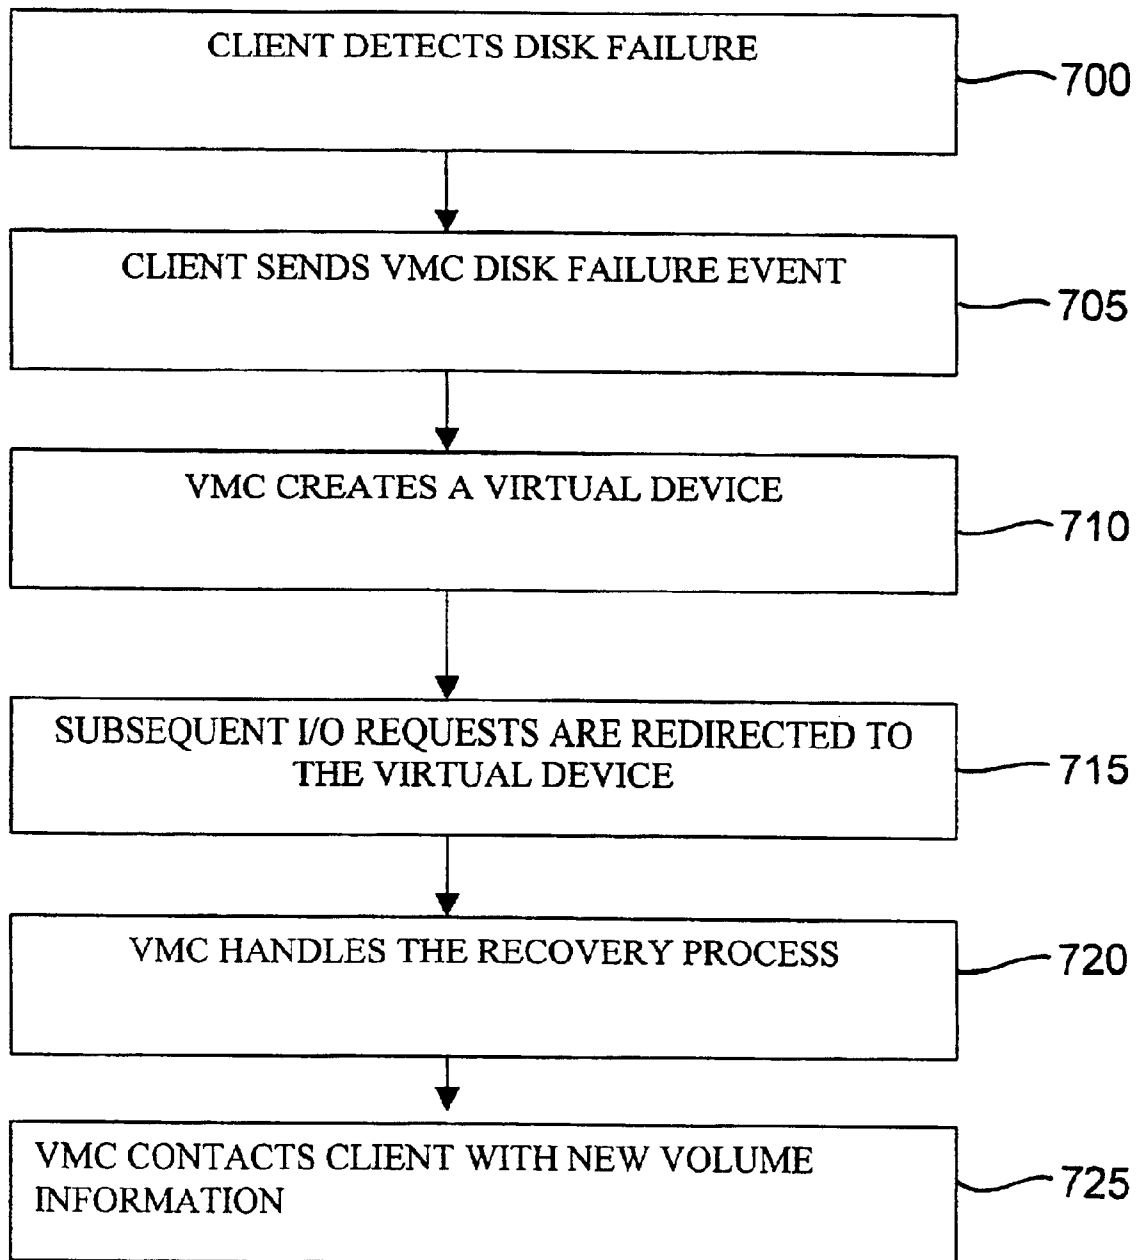 CLIENT DETECTS DISK FAILURE
700
CLIENT SENDS VMC DISK FAILURE EVENT
705
VMC CREATES A VIRTUAL DEVICE
710
SUBSEQUENT I/O REQUESTS ARE REDIRECTED TO
THE VIRTUAL DEVICE
715
VMC HANDLES THE RECOVERY PROCESS
720
VMC CONTACTS CLIENT WITH NEW VOLUME
INFORMATION
725